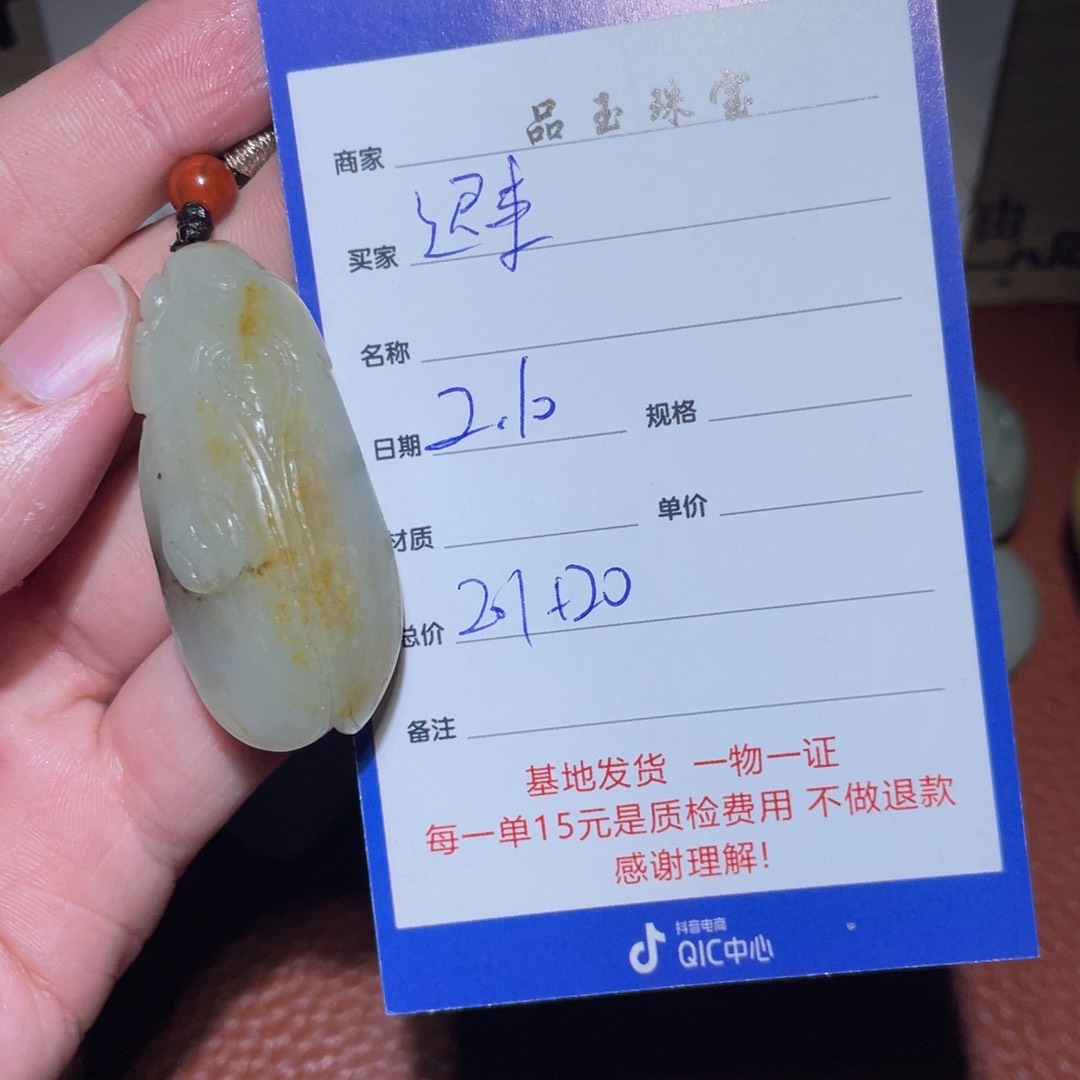 商家 品玉珠宝
买家 迟来
名称
日期 2.10 规格
材质 单价
总价 201+20
备注
基地发货 一物一证
每一单15元是质检费用 不做退款
感谢理解!
抖音电商
QIC中心